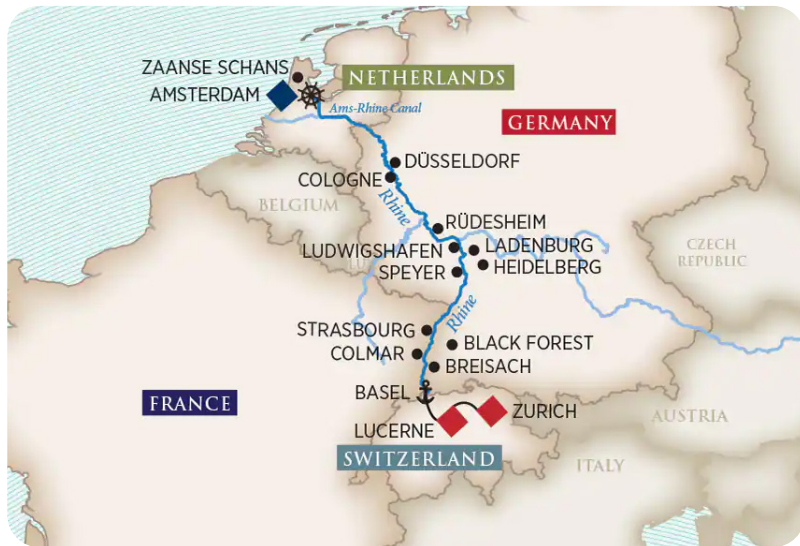 ZAANSE SCHANS
NETHERLANDS
AMSTERDAM
Ams-Rhine Canal
GERMANY
DÜSSELDORF
COLOGNE
BELGIUM
Rhine
RÜDESHEIM
LUDWIGSHAFEN
LADENBURG
CZECH
REPUBLIC
SPEYER
HEIDELBERG
Rhine
STRASBOURG
BLACK FOREST
COLMAR
BREISACH
BASEL
FRANCE
ZURICH
AUSTRIA
LUCERNE
SWITZERLAND
ITALY